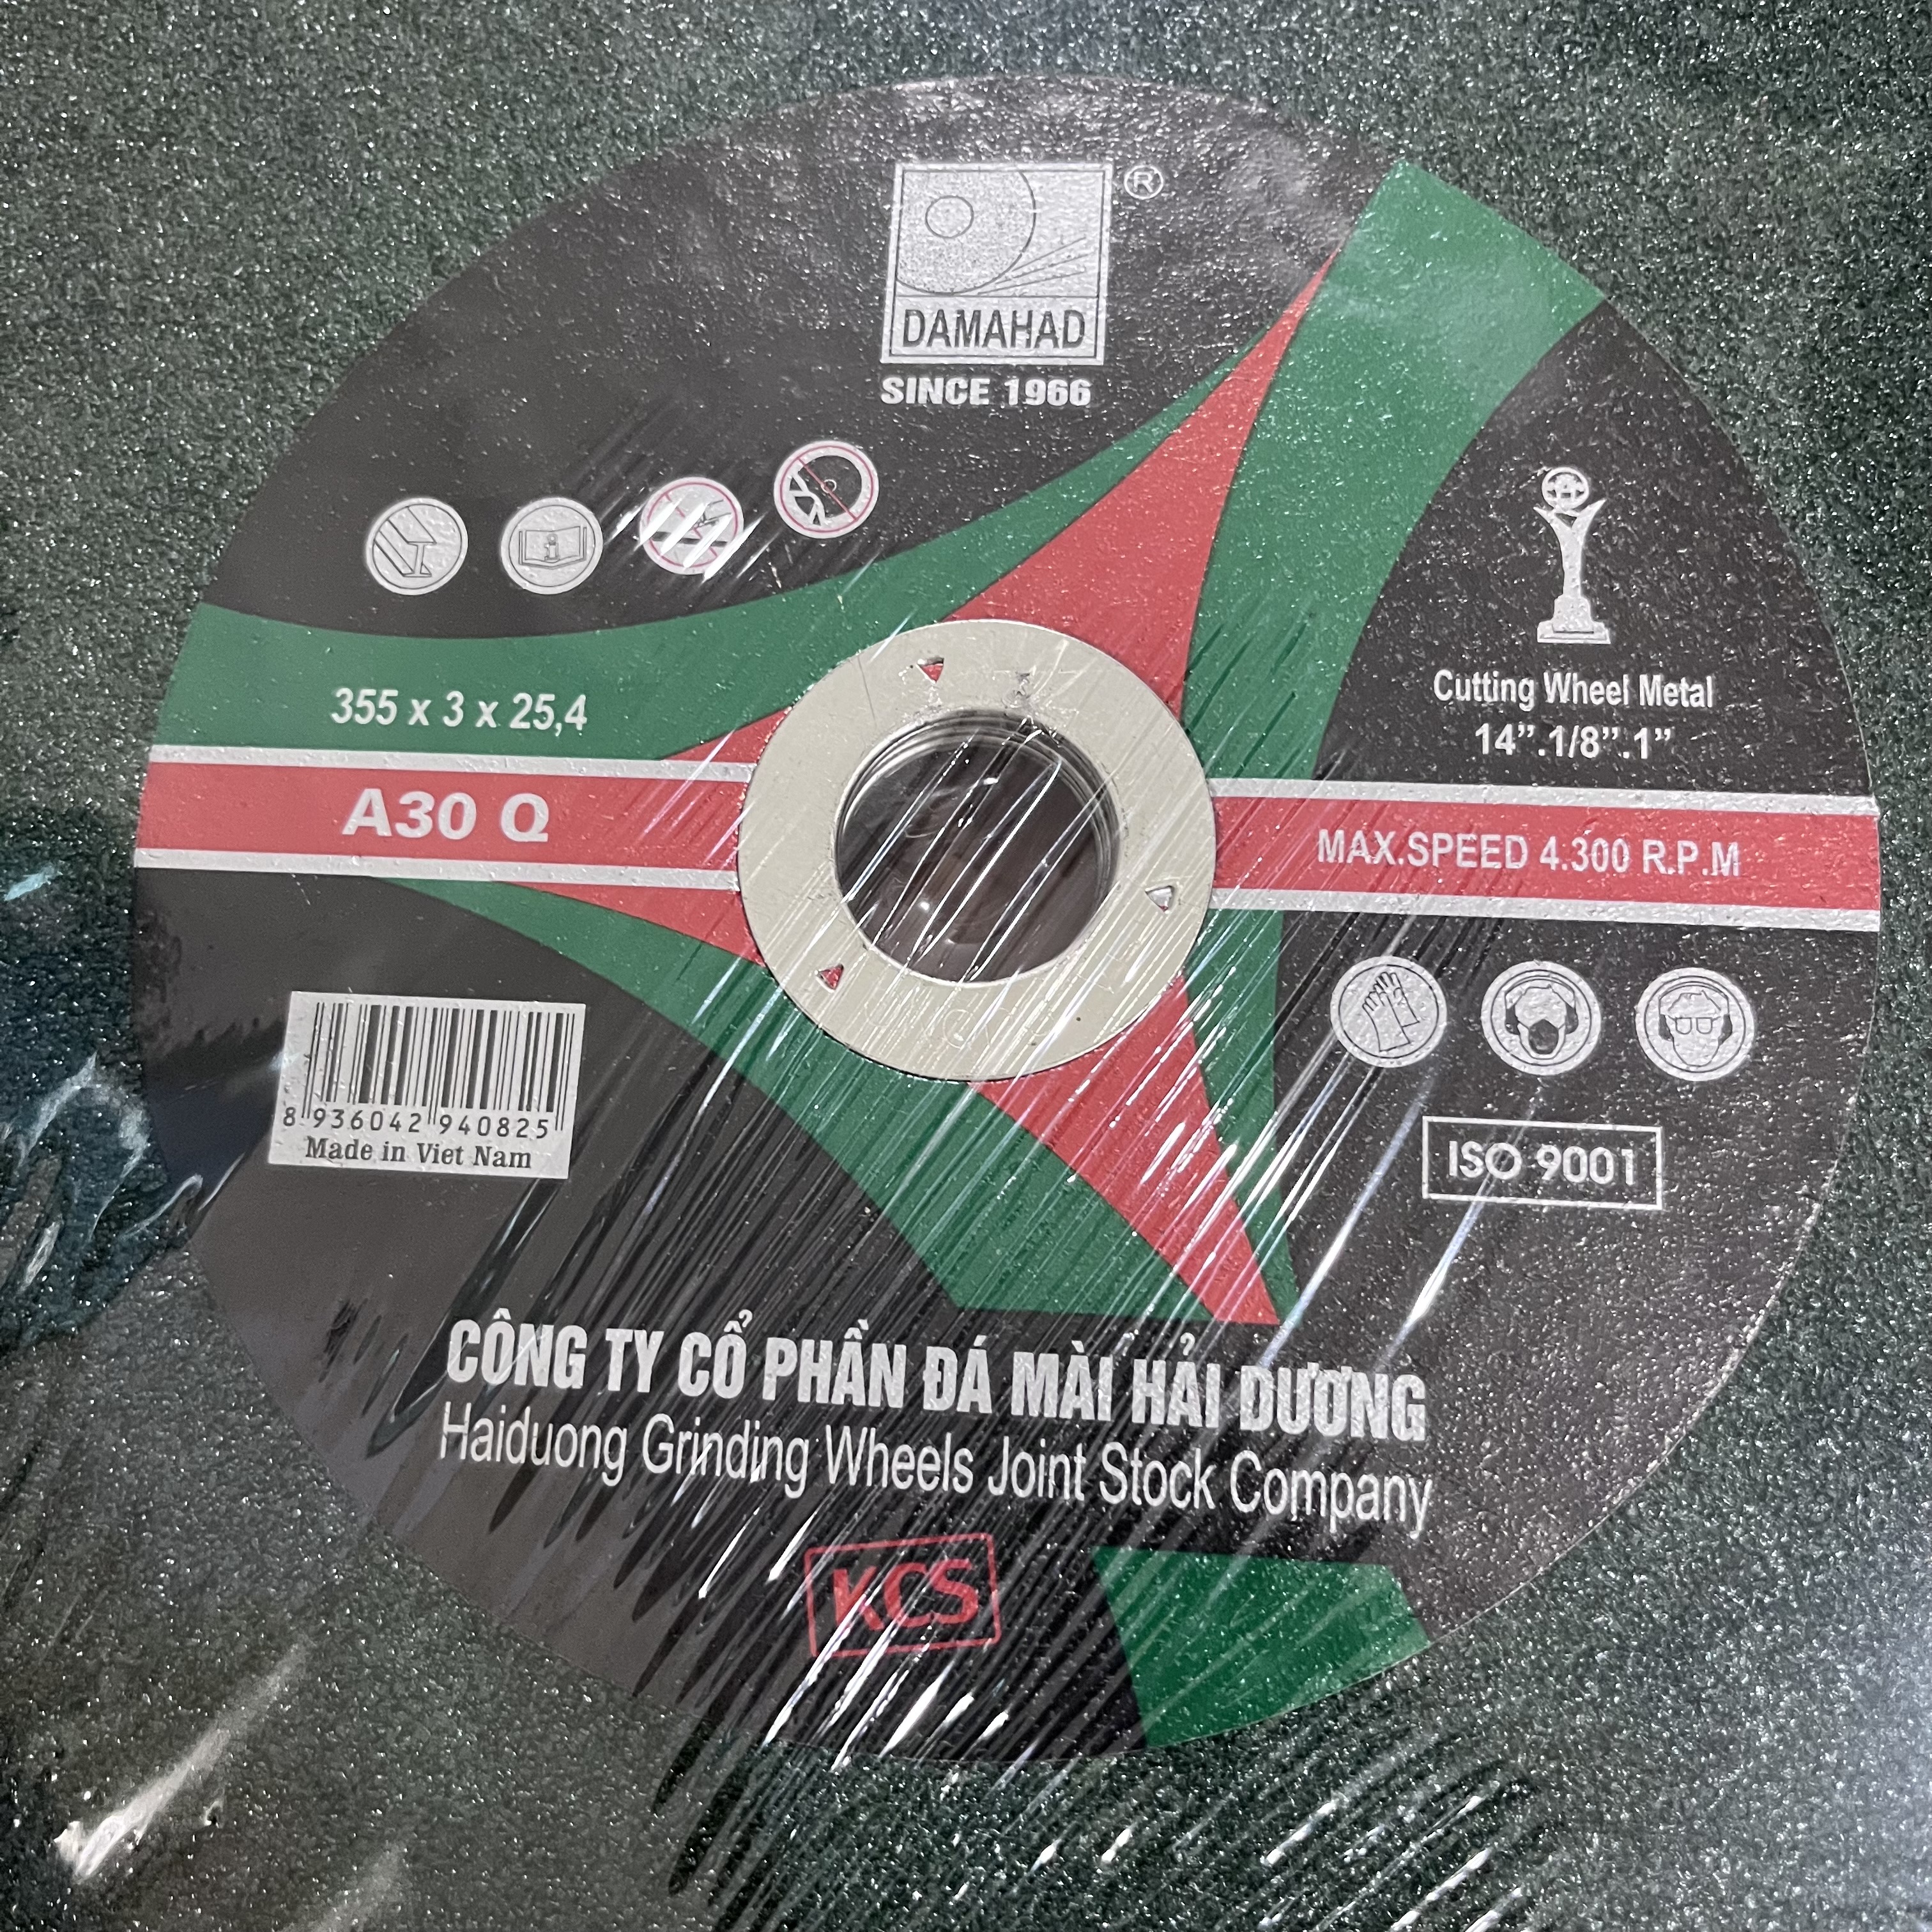 DAMAHAD
®
SINCE 1966
355 x 3 x 25,4
A30 Q
Cutting Wheel Metal
14”.1/8”.1”
MAX.SPEED 4.300 R.P.M
8 936042 940825
Made in Viet Nam
ISO 9001
CÔNG TY CỔ PHẦN ĐÁ MÀI HẢI DƯƠNG
Haiduong Grinding Wheels Joint Stock Company
KCS